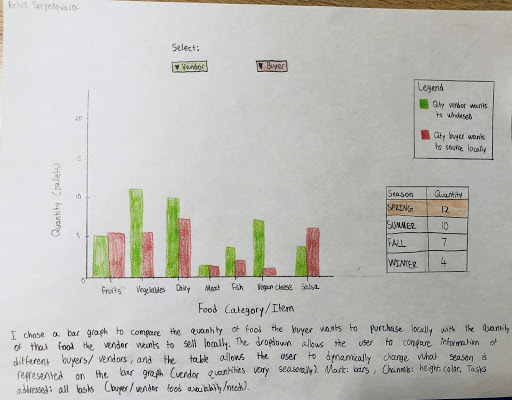 Select:
▼ Vendor
▼ Buyer
Legend
Qty vendor wants
to wholesell
Qty buyer wants
to source locally
Quantity (pallets)
20
15
10
5
Season Quantity
SPRING 12
SUMMER 10
FALL 7
WINTER 4
Fruits Vegetables Dairy Meat Fish Vegan cheese Salsa
Food Category/Item
I chose a bar graph to compare the quantity of food the buyer wants to purchase locally with the quantity
of that food the vendor wants to sell locally. The dropdown allows the user to compare information of
different buyers/vendors, and the table allows the user to dynamically change what season is
represented on the bar graph (vendor quantities vary seasonally). Mark: bars, Channels: height, color. Tasks
addressed: all tasks (buyer/vendor food availability/needs).